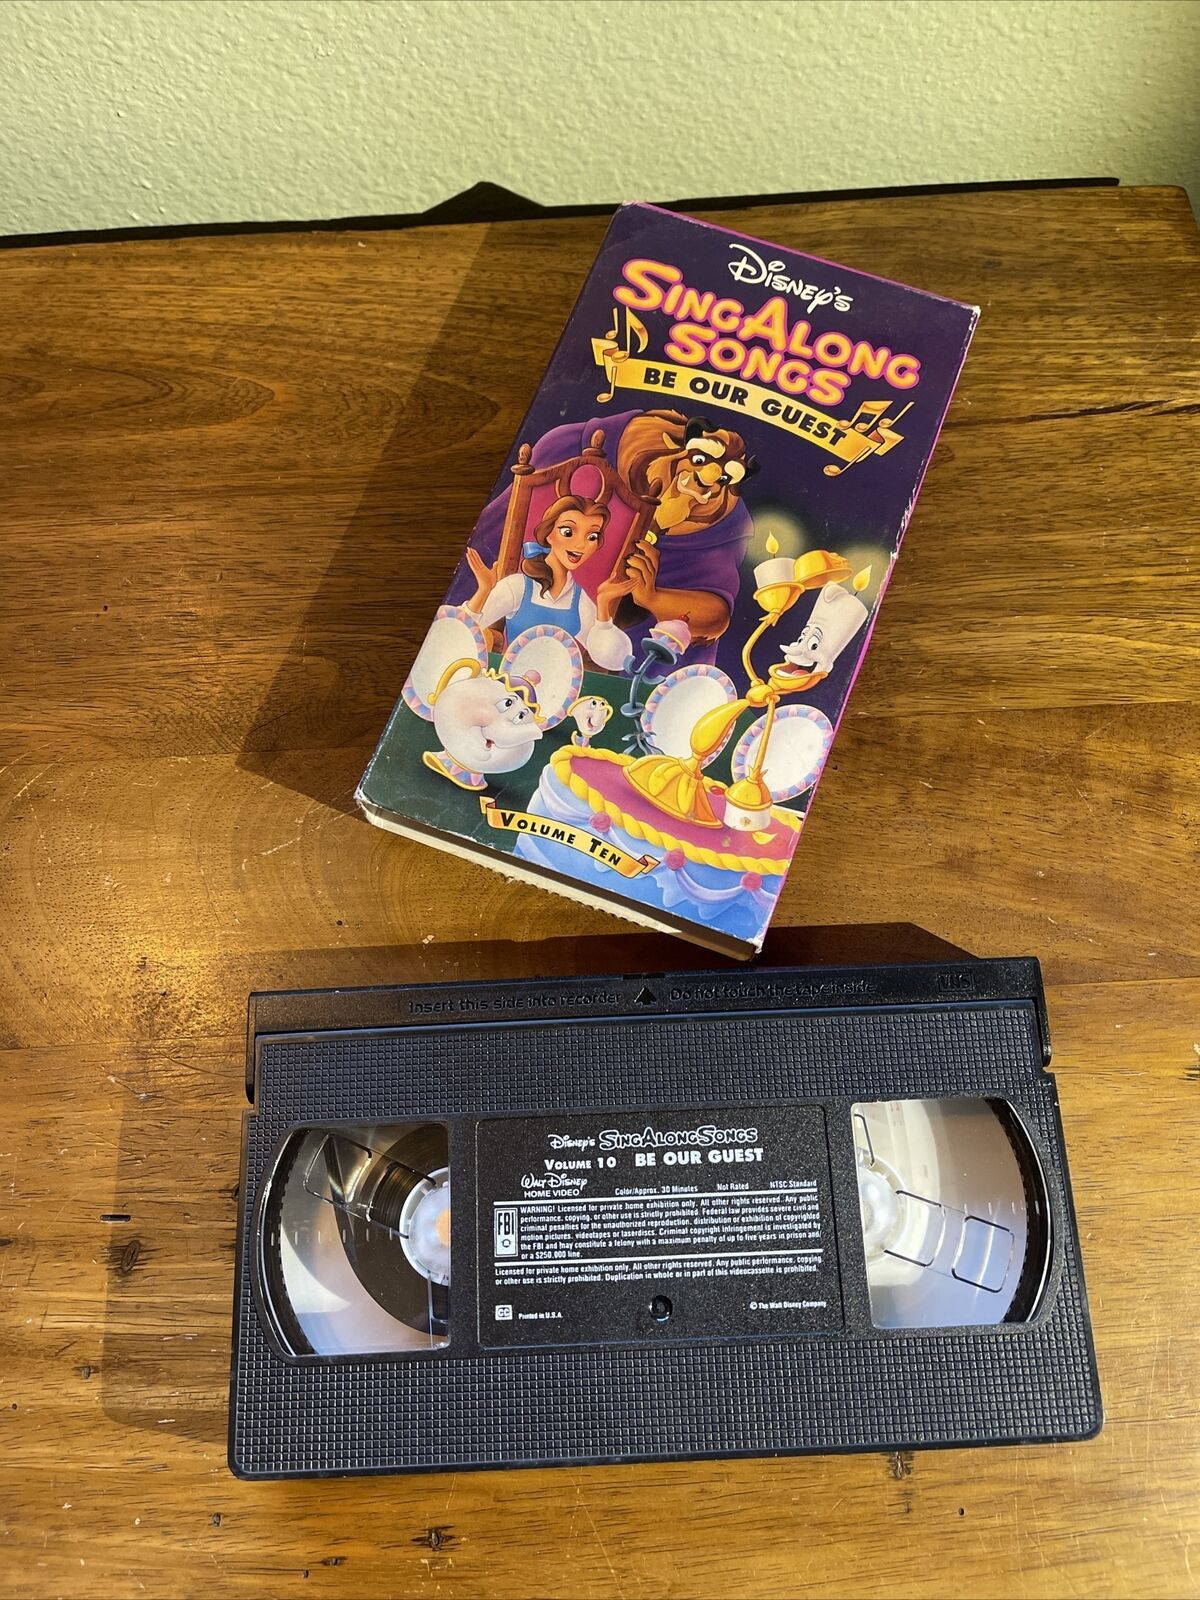 Disney's
Sing Along
Songs
BE OUR GUEST
VOLUME TEN
Insert this side into recorder Do not touch the tape inside
VHS
Disney's Sing Along Songs
VOLUME 10 BE OUR GUEST
WALT DISNEY
HOME VIDEO
Color/Approx. 30 Minutes Not Rated NTSC Standard
FBI
WARNING! Licensed for private home exhibition only. All other rights reserved. Any public
performance, copying, or other use is strictly prohibited. Federal law provides severe civil and
criminal penalties for the unauthorized reproduction, distribution or exhibition of copyrighted
motion pictures, videotapes or laserdiscs. Criminal copyright infringement is investigated by
the FBI and may constitute a felony with a maximum penalty of up to five years in prison and/
or a $250,000 fine.
Licensed for private home exhibition only. All other rights reserved. Any public performance, copying
or other use is strictly prohibited. Duplication in whole or in part of this videocassette is prohibited.
CC Printed in U.S.A. © The Walt Disney Company